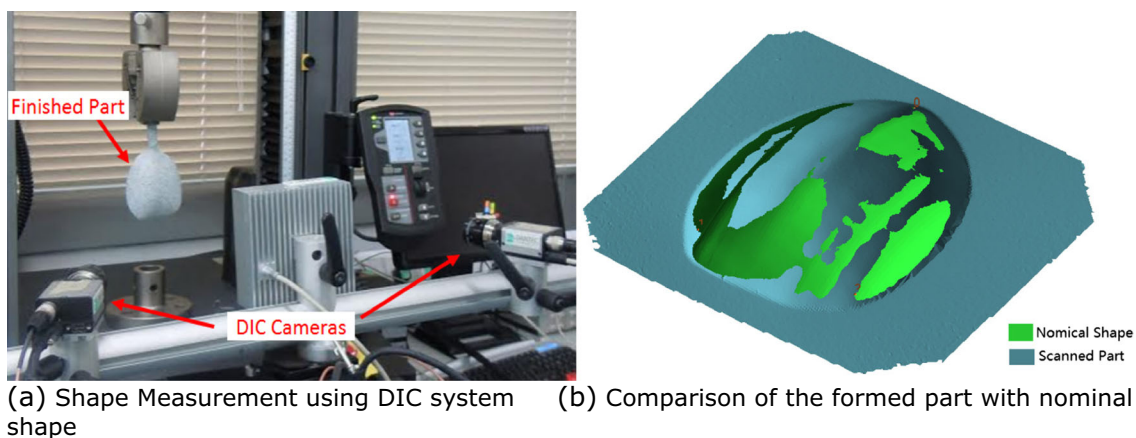 Finished Part
DIC Cameras
Nomical Shape
Scanned Part
(a) Shape Measurement using DIC system
shape
(b) Comparison of the formed part with nominal